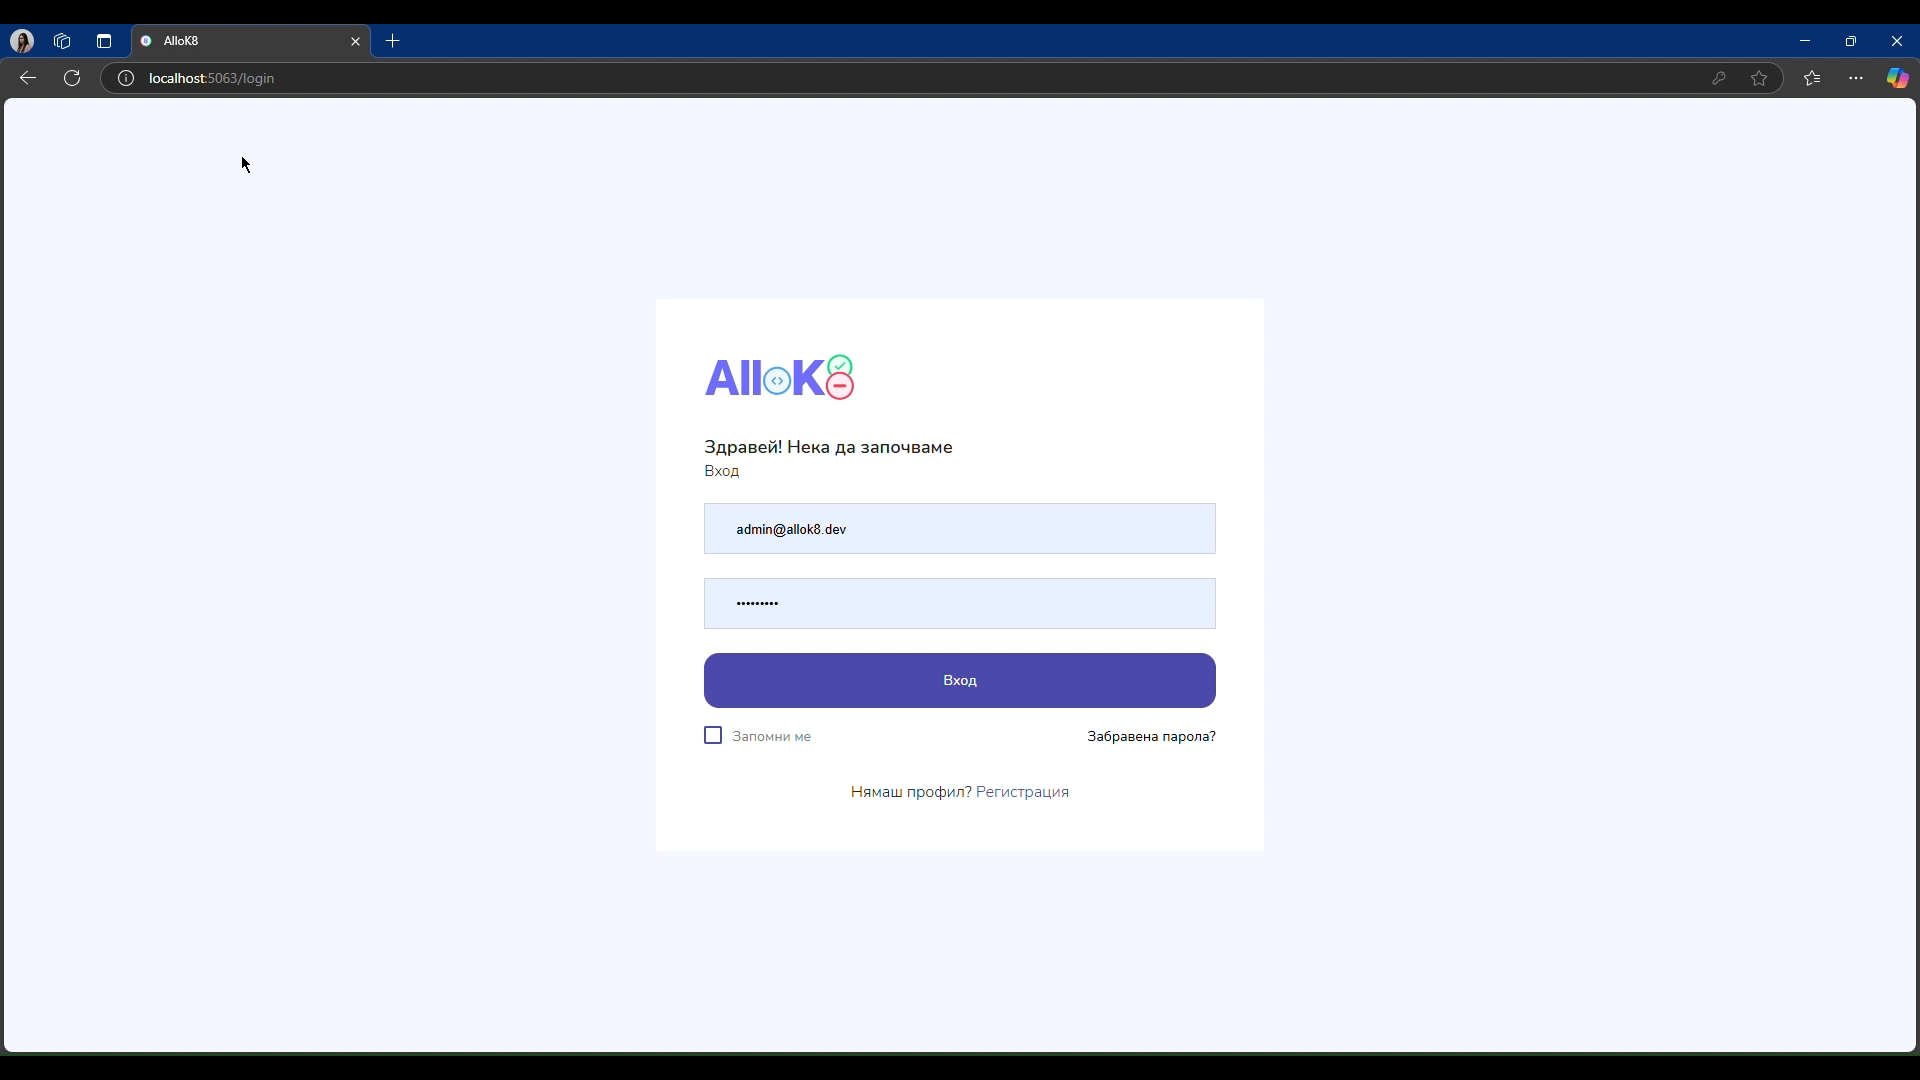 AlloK8
localhost:5063/login
AlloK8
Здравей! Нека да започваме
Вход
admin@allok8.dev
•••••••••
Вход
Запомни ме
Забравена парола?
Нямаш профил? Регистрация